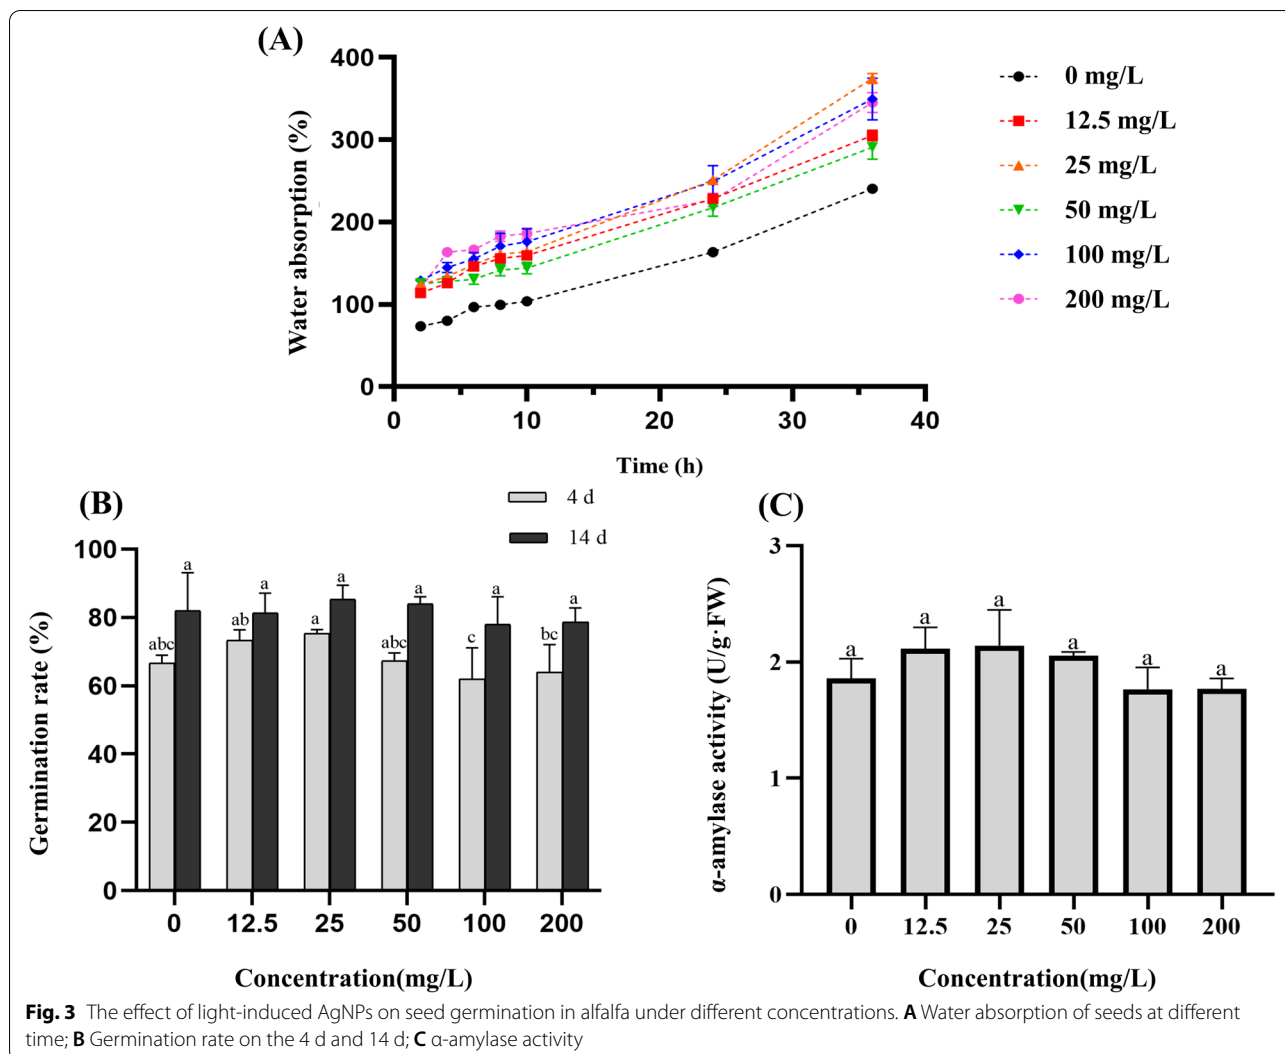 (A)
400
300
200
100
0
Water absorption (%)
0 10 20 30 40
Time (h)
0 mg/L
12.5 mg/L
25 mg/L
50 mg/L
100 mg/L
200 mg/L
(B)
4 d
14 d
100
80
60
40
20
0
Germination rate (%)
abc a ab a a a abc a c a bc a
0 12.5 25 50 100 200
Concentration(mg/L)
(C)
3
2
1
0
α-amylase activity (U/g·FW)
a a a a a a
0 12.5 25 50 100 200
Concentration(mg/L)
Fig. 3 The effect of light-induced AgNPs on seed germination in alfalfa under different concentrations. A Water absorption of seeds at different
time; B Germination rate on the 4 d and 14 d; C α-amylase activity